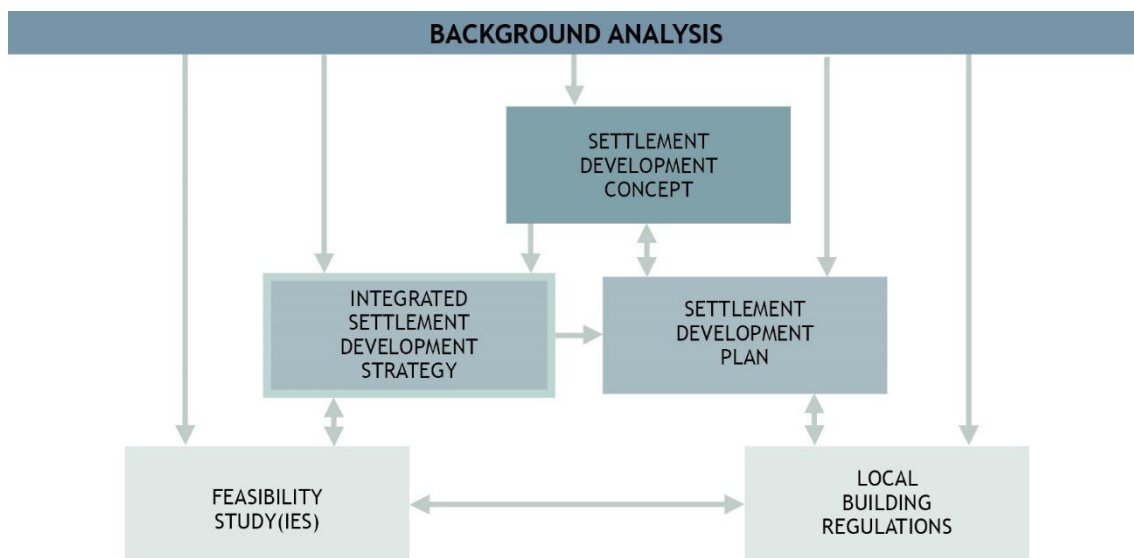 BACKGROUND ANALYSIS
SETTLEMENT
DEVELOPMENT
CONCEPT
INTEGRATED
SETTLEMENT
DEVELOPMENT
STRATEGY
SETTLEMENT
DEVELOPMENT
PLAN
FEASIBILITY
STUDY(IES)
LOCAL
BUILDING
REGULATIONS